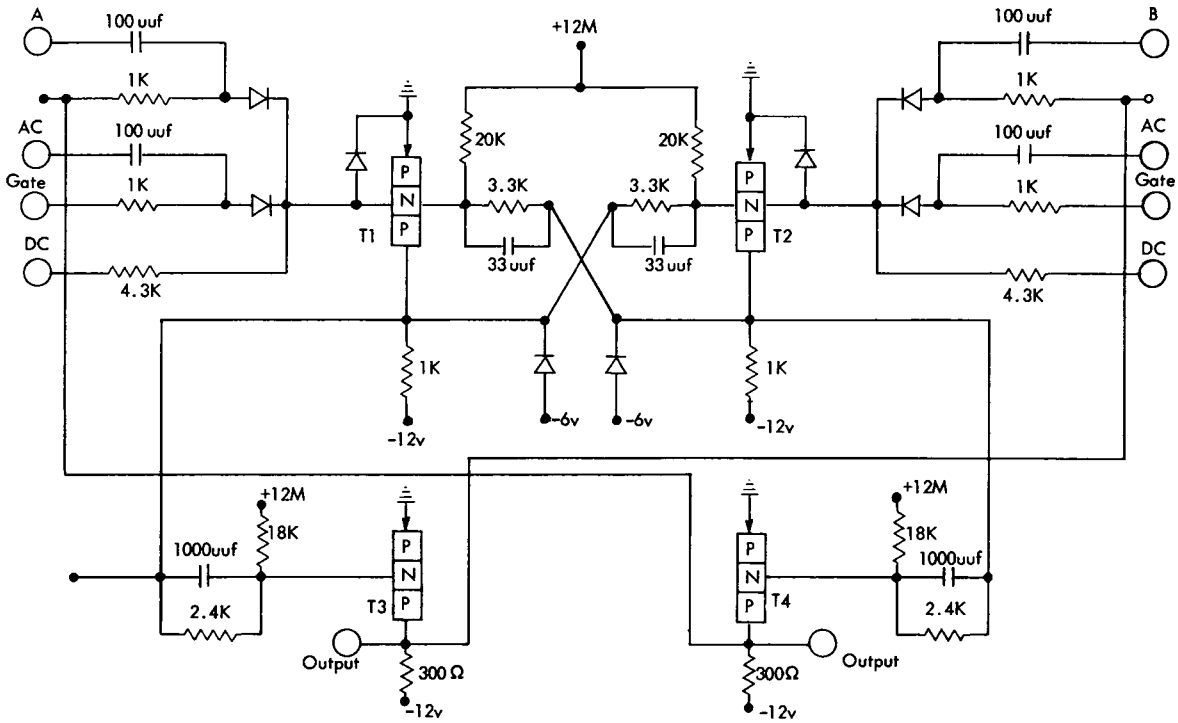 A
100 uuf
+12M
100 uuf
B
1K
1K
AC
100 uuf
20K
20K
100 uuf
AC
Gate
1K
P
N
P
T1
3.3K
33 uuf
3.3K
33 uuf
P
N
P
T2
1K
Gate
DC
4.3K
DC
4.3K
1K
-12v
-6v
-6v
1K
-12v
+12M
18K
1000uuf
2.4K
P
N
P
T3
Output
300 Ω
-12v
P
N
P
T4
Output
300Ω
-12v
+12M
18K
1000uuf
2.4K